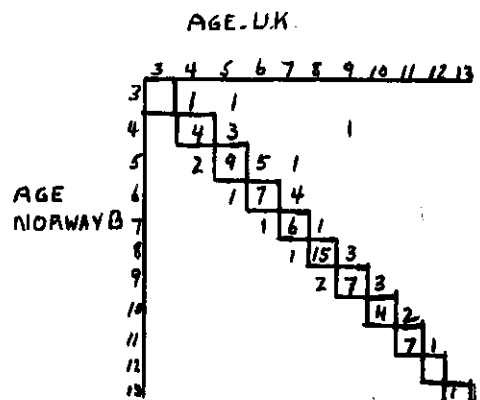 AGE. U.K.
3 4 5 6 7 8 9 10 11 12 13
3 1 1
4 4 3 1
5 2 9 5 1
AGE
6 1 7 4
NORWAY B
7 1 6 1
8 1 15 3
9 2 7 3
10 4 2
11 7 1
12
13 1